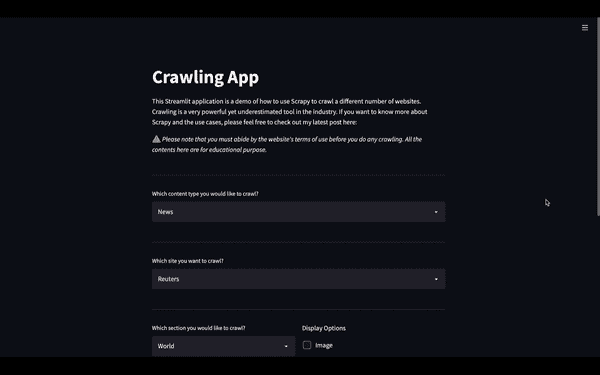 Crawling App
This Streamlit application is a demo of how to use Scrapy to crawl a different number of websites.
Crawling is a very powerful yet underestimated tool in the industry. If you want to know more about
Scrapy and the use cases, please feel free to check out my latest post here:
⚠️ Please note that you must abide by the website's terms of use before you do any crawling. All the
contents here are for educational purpose.
Which content type you would like to crawl?
News
Which site you want to crawl?
Reuters
Which section you would like to crawl?
Display Options
World
Image